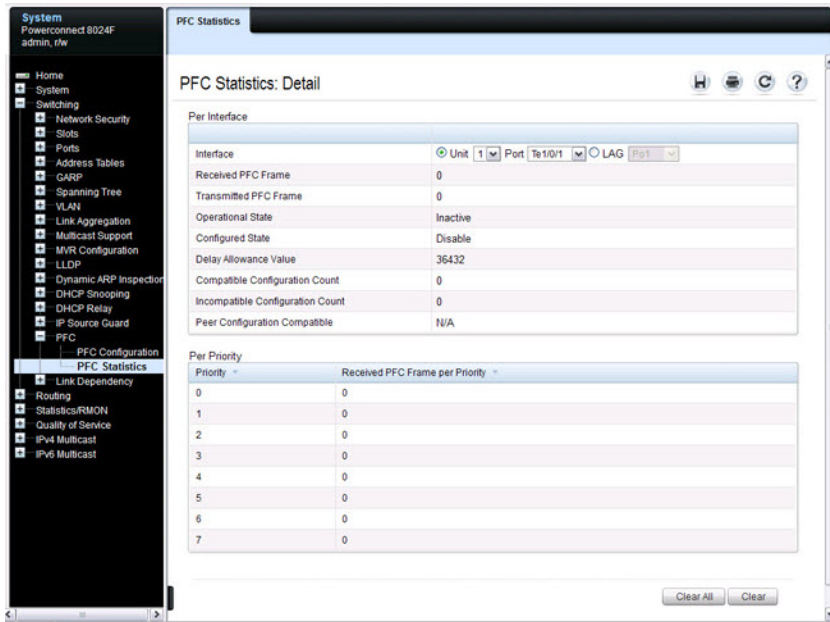 System
Powerconnect 8024F
admin, r/w
Home
System
Switching
Network Security
Slots
Ports
Address Tables
GARP
Spanning Tree
VLAN
Link Aggregation
Multicast Support
MVR Configuration
LLDP
Dynamic ARP Inspection
DHCP Snooping
DHCP Relay
IP Source Guard
PFC
PFC Configuration
PFC Statistics
Link Dependency
Routing
Statistics/RMON
Quality of Service
IPv4 Multicast
IPv6 Multicast
PFC Statistics
PFC Statistics: Detail
Per Interface
Interface Unit 1 Port Te1/0/1 LAG Po1
Received PFC Frame 0
Transmitted PFC Frame 0
Operational State Inactive
Configured State Disable
Delay Allowance Value 36432
Compatible Configuration Count 0
Incompatible Configuration Count 0
Peer Configuration Compatible N/A
Per Priority
Priority Received PFC Frame per Priority
0 0
1 0
2 0
3 0
4 0
5 0
6 0
7 0
Clear All Clear